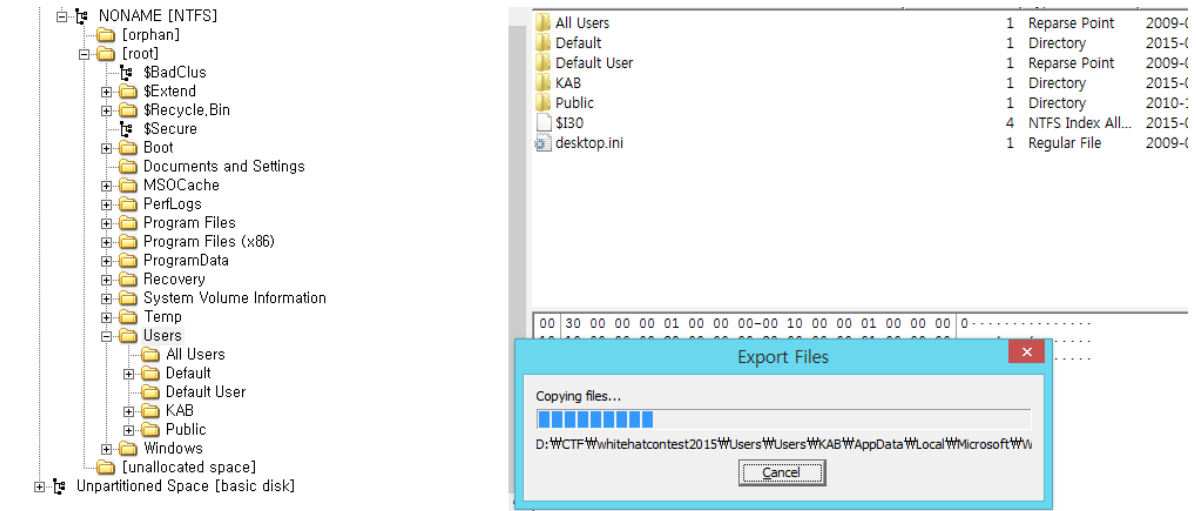 NONAME [NTFS]
[orphan]
[root]
$BadClus
$Extend
$Recycle.Bin
$Secure
Boot
Documents and Settings
MSOCache
PerfLogs
Program Files
Program Files (x86)
ProgramData
Recovery
System Volume Information
Temp
Users
All Users
Default
Default User
KAB
Public
Windows
[unallocated space]
Unpartitioned Space [basic disk]
All Users 1 Reparse Point 2009-0
Default 1 Directory 2015-0
Default User 1 Reparse Point 2009-0
KAB 1 Directory 2015-0
Public 1 Directory 2010-1
$I30 4 NTFS Index All... 2015-0
desktop.ini 1 Regular File 2009-0
00 30 00 00 00 01 00 00 00-00 10 00 00 01 00 00 00 0···············
Export Files
Copying files...
D:₩CTF₩whitehatcontest2015₩Users₩Users₩KAB₩AppData₩Local₩Microsoft₩W
Cancel